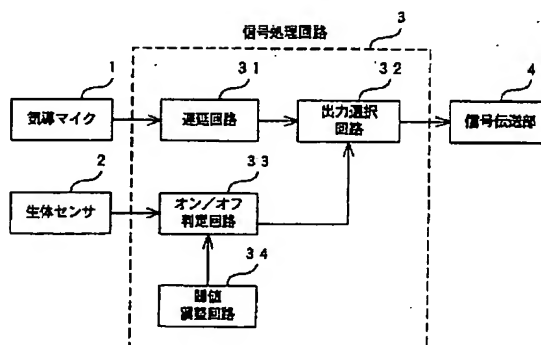 信号処理回路
3
1
気導マイク
31
遅延回路
32
出力選択
回路
4
信号伝送部
2
生体センサ
33
オン/オフ
判定回路
34
閾値
調整回路